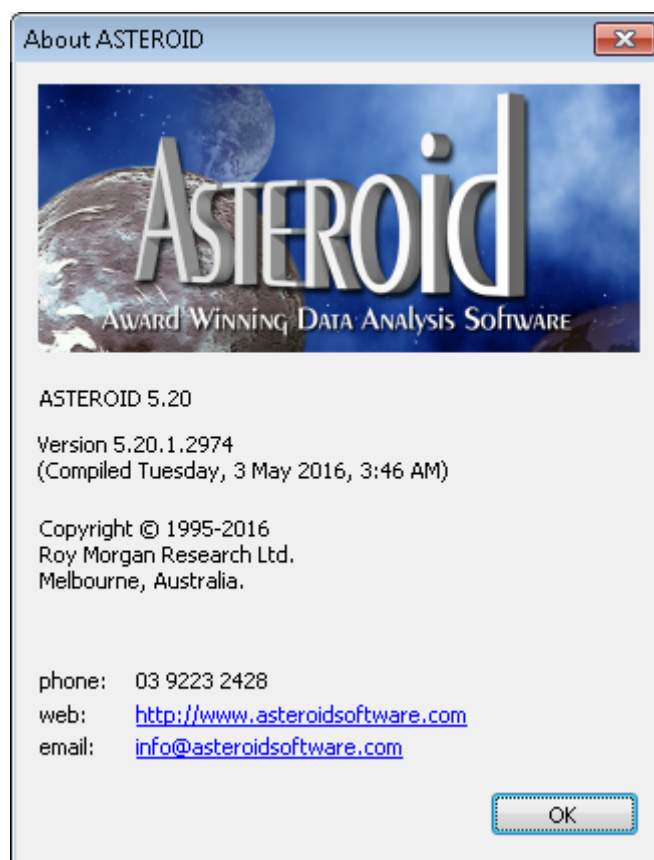 About ASTEROID
ASTEROID
AWARD WINNING DATA ANALYSIS SOFTWARE
ASTEROID 5.20
Version 5.20.1.2974
(Compiled Tuesday, 3 May 2016, 3:46 AM)
Copyright © 1995-2016
Roy Morgan Research Ltd.
Melbourne, Australia.
phone: 03 9223 2428
web: http://www.asteroidsoftware.com
email: info@asteroidsoftware.com
OK